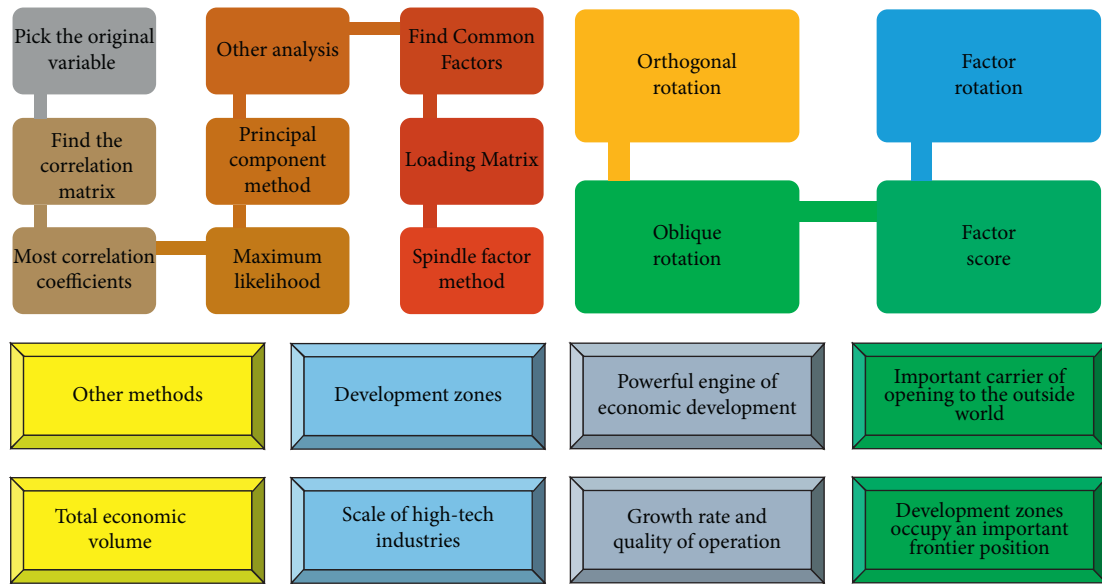 Pick the original
variable
Other analysis
Find Common
Factors
Find the
correlation
matrix
Principal
component
method
Loading Matrix
Most correlation
coefficients
Maximum
likelihood
Spindle factor
method
Orthogonal
rotation
Factor
rotation
Oblique
rotation
Factor
score
Other methods
Development zones
Powerful engine of
economic development
Important carrier of
opening to the outside
world
Total economic
volume
Scale of high-tech
industries
Growth rate and
quality of operation
Development zones
occupy an important
frontier position